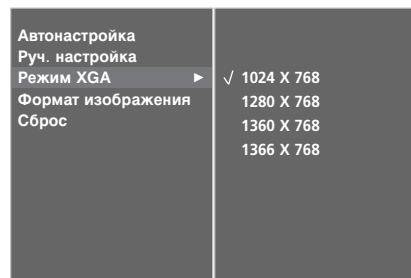 Автонастройка
Руч. настройка
Режим XGA ► √ 1024 X 768
Формат изображения 1280 X 768
Сброс 1360 X 768
1366 X 768